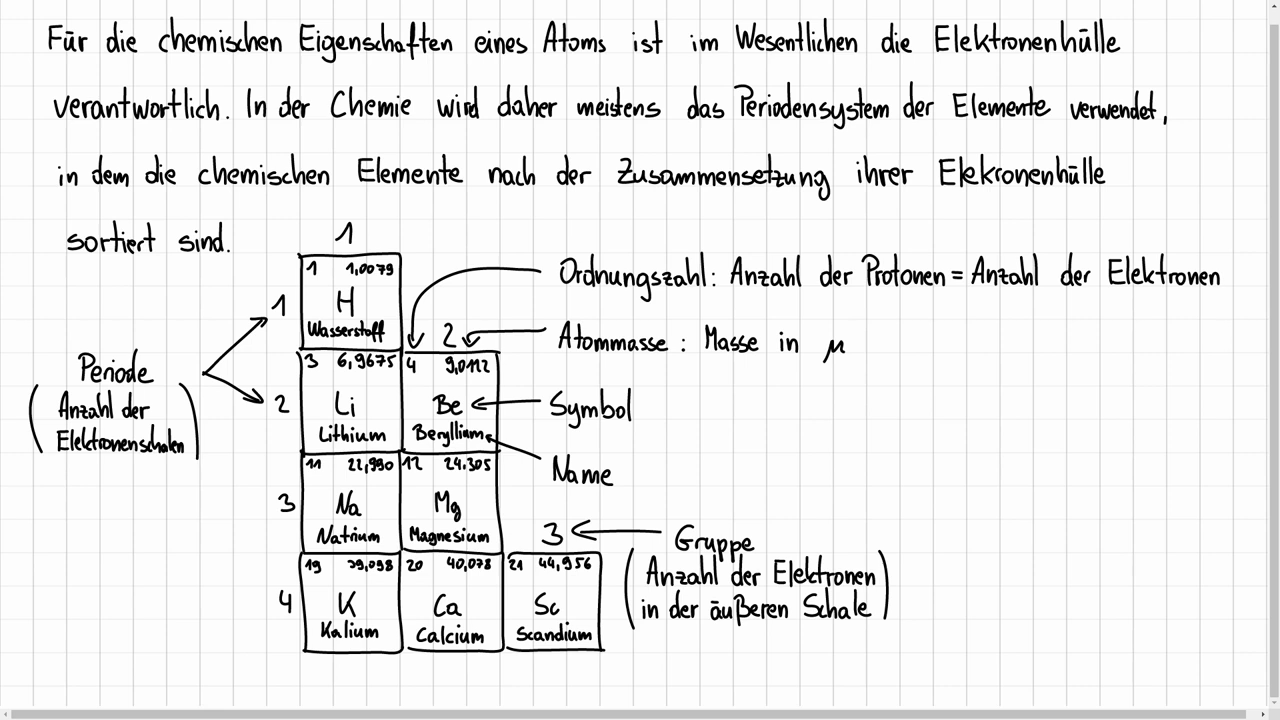 Für die chemischen Eigenschaften eines Atoms ist im Wesentlichen die Elektronenhülle
verantwortlich. In der Chemie wird daher meistens das Periodensystem der Elemente verwendet,
in dem die chemischen Elemente nach der Zusammensetzung ihrer Elekronenhülle
sortiert sind.
1
1 1,0079
Ordnungszahl: Anzahl der Protonen = Anzahl der Elektronen
1 H
Wasserstoff
2
Atommasse: Masse in μ
Periode
(Anzahl der
Elektronenschalen)
3 6,9675 4 9,0112
2 Li Be Symbol
Lithium Beryllium
Name
11 22,990 12 24.305
3 Na Mg
Natrium Magnesium
3 Gruppe
(Anzahl der Elektronen
in der äußeren Schale)
19 39,098 20 40,078 21 44,956
4 K Ca Sc
Kalium Calcium Scandium